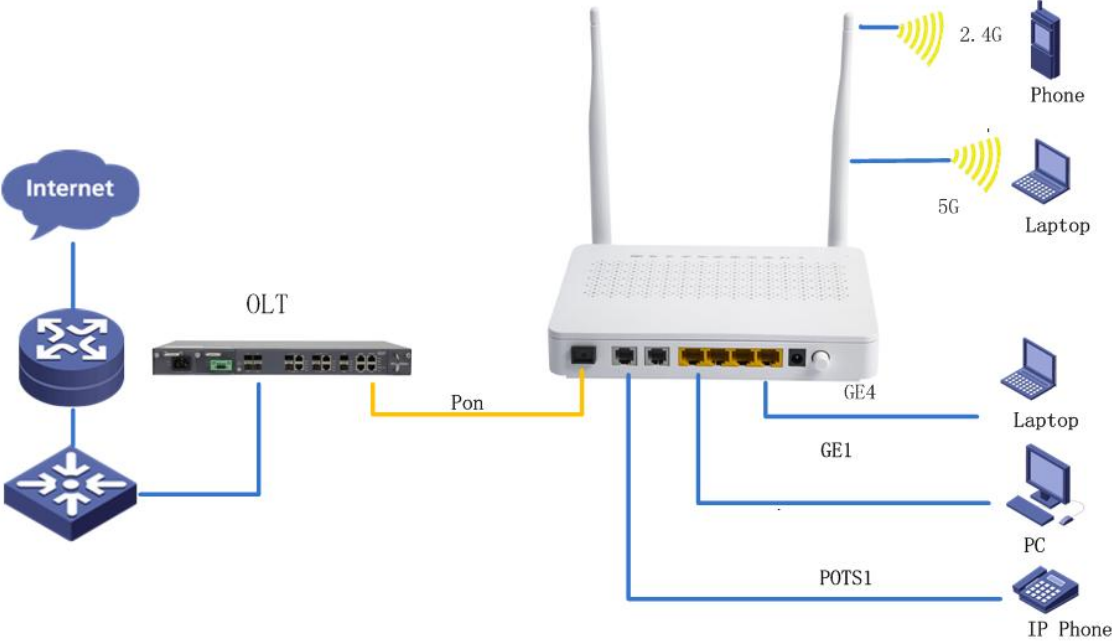 2.4G
Phone
Internet
5G
Laptop
OLT
Pon
GE4
Laptop
GE1
PC
POTS1
IP Phone